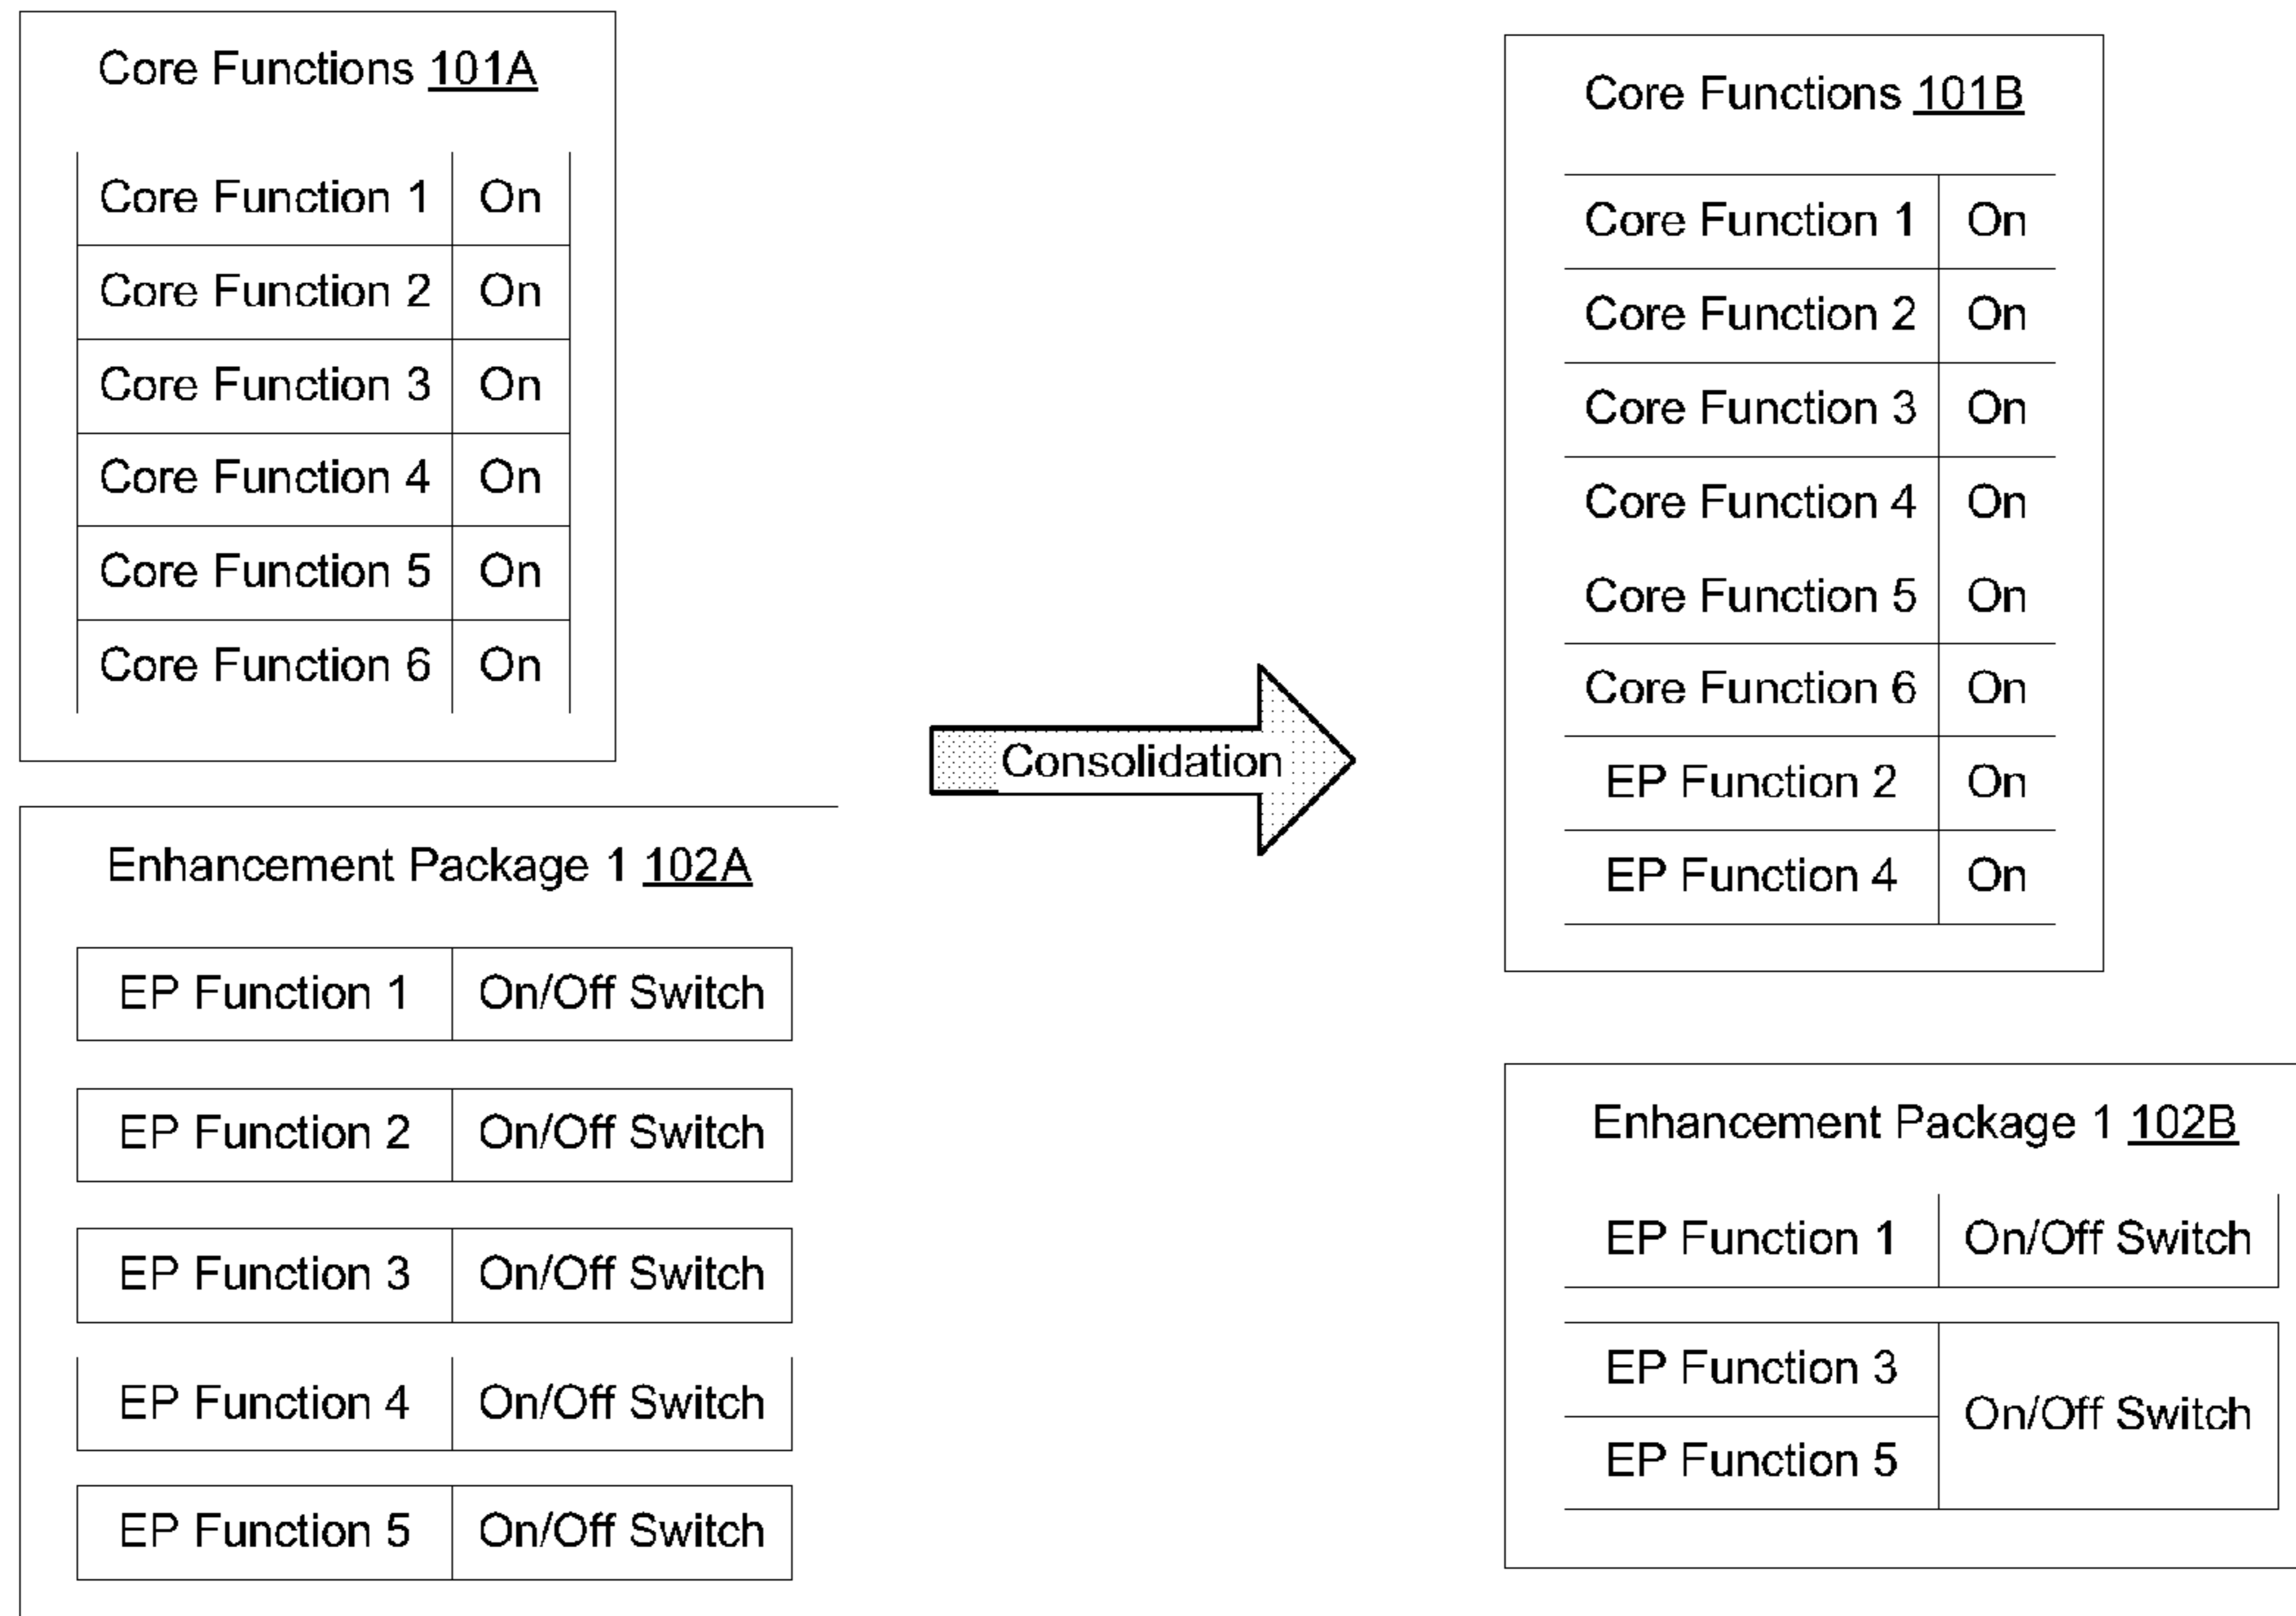 Core Functions 101A
Core Function 1 On
Core Function 2 On
Core Function 3 On
Core Function 4 On
Core Function 5 On
Core Function 6 On
Enhancement Package 1 102A
EP Function 1 On/Off Switch
EP Function 2 On/Off Switch
EP Function 3 On/Off Switch
EP Function 4 On/Off Switch
EP Function 5 On/Off Switch
Consolidation
Core Functions 101B
Core Function 1 On
Core Function 2 On
Core Function 3 On
Core Function 4 On
Core Function 5 On
Core Function 6 On
EP Function 2 On
EP Function 4 On
Enhancement Package 1 102B
EP Function 1 On/Off Switch
EP Function 3
On/Off Switch
EP Function 5